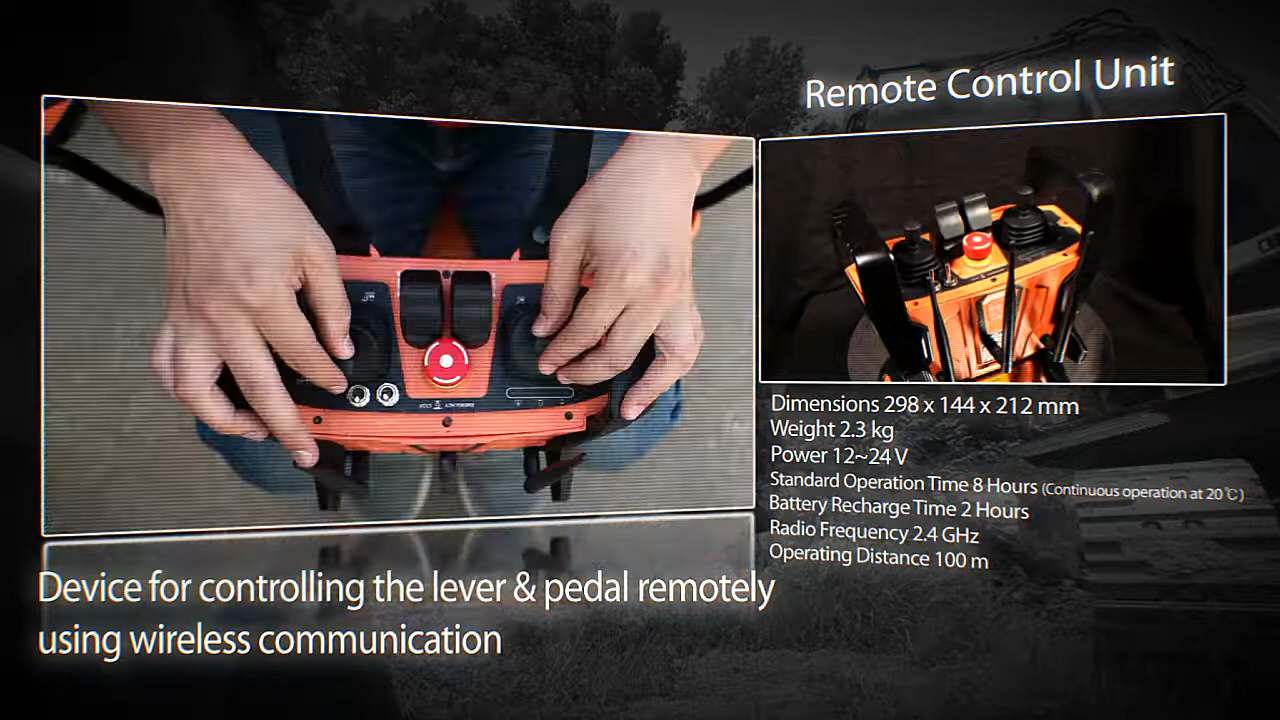 Remote Control Unit
Dimensions 298 x 144 x 212 mm
Weight 2.3 kg
Power 12~24 V
Standard Operation Time 8 Hours (Continuous operation at 20℃)
Battery Recharge Time 2 Hours
Radio Frequency 2.4 GHz
Operating Distance 100 m
Device for controlling the lever & pedal remotely
using wireless communication